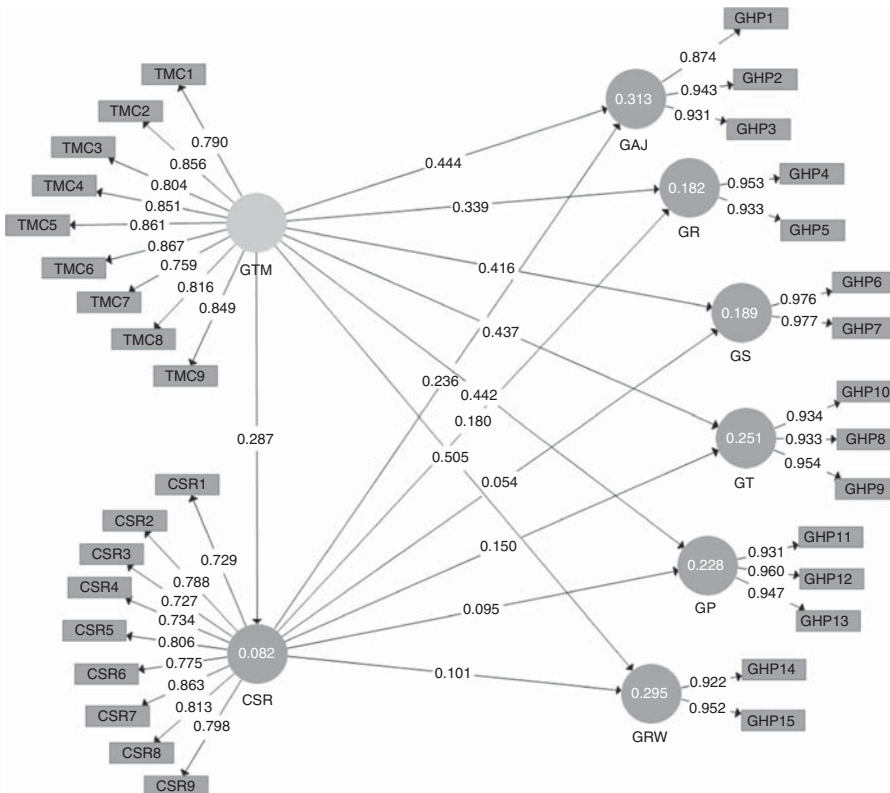 GHP1
0.874
TMC1
GHP2
0.943
0.313
TMC2
0.931
GHP3
0.790
GAJ
TMC3
0.856
0.804
0.444
GHP4
0.953
TMC4
0.182
0.851
0.339
0.933
TMC5
0.861
GR
GHP5
0.867
TMC6
GTM
0.416
0.759
GHP6
0.976
TMC7
0.816
0.849
0.189
0.977
GHP7
TMC8
0.437
GS
TMC9
0.236
0.442
GHP10
0.934
0.180
0.287
0.251
0.933
GHP8
0.505
0.954
GT
0.054
GHP9
CSR1
CSR2
GHP11
0.150
0.931
CSR3
0.729
0.228
0.960
GHP12
0.788
CSR4
0.727
0.947
0.734
0.095
GP
GHP13
CSR5
0.806
0.082
0.775
CSR6
0.101
GHP14
0.922
0.863
0.295
CSR7
0.813
CSR
0.952
0.798
GHP15
GRW
CSR8
CSR9